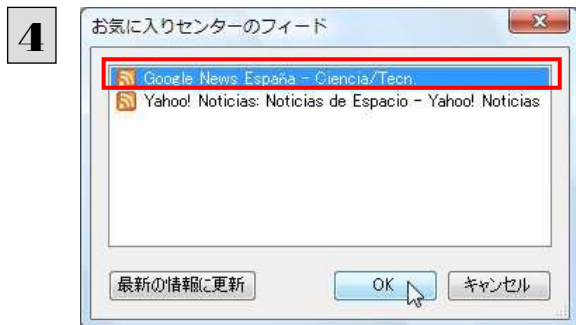 4
お気に入りセンターのフィード
Google News España - Ciencia/Tecn.
Yahoo! Noticias: Noticias de Espacio - Yahoo! Noticias
最新の情報に更新
OK
キャンセル